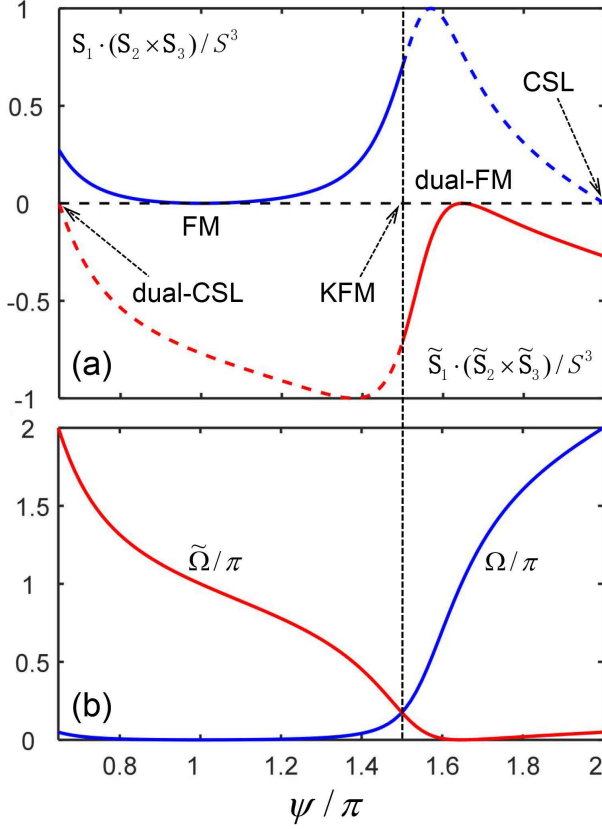 1
S₁ · (S₂ × S₃) / S³
CSL
0.5
dual-FM
0
FM
dual-CSL
KFM
-0.5
(a)
S̃₁ · (S̃₂ × S̃₃) / S³
-1
2
1.5
Ω̃ / π
Ω / π
1
0.5
(b)
0
0.8 1 1.2 1.4 1.6 1.8 2
ψ / π